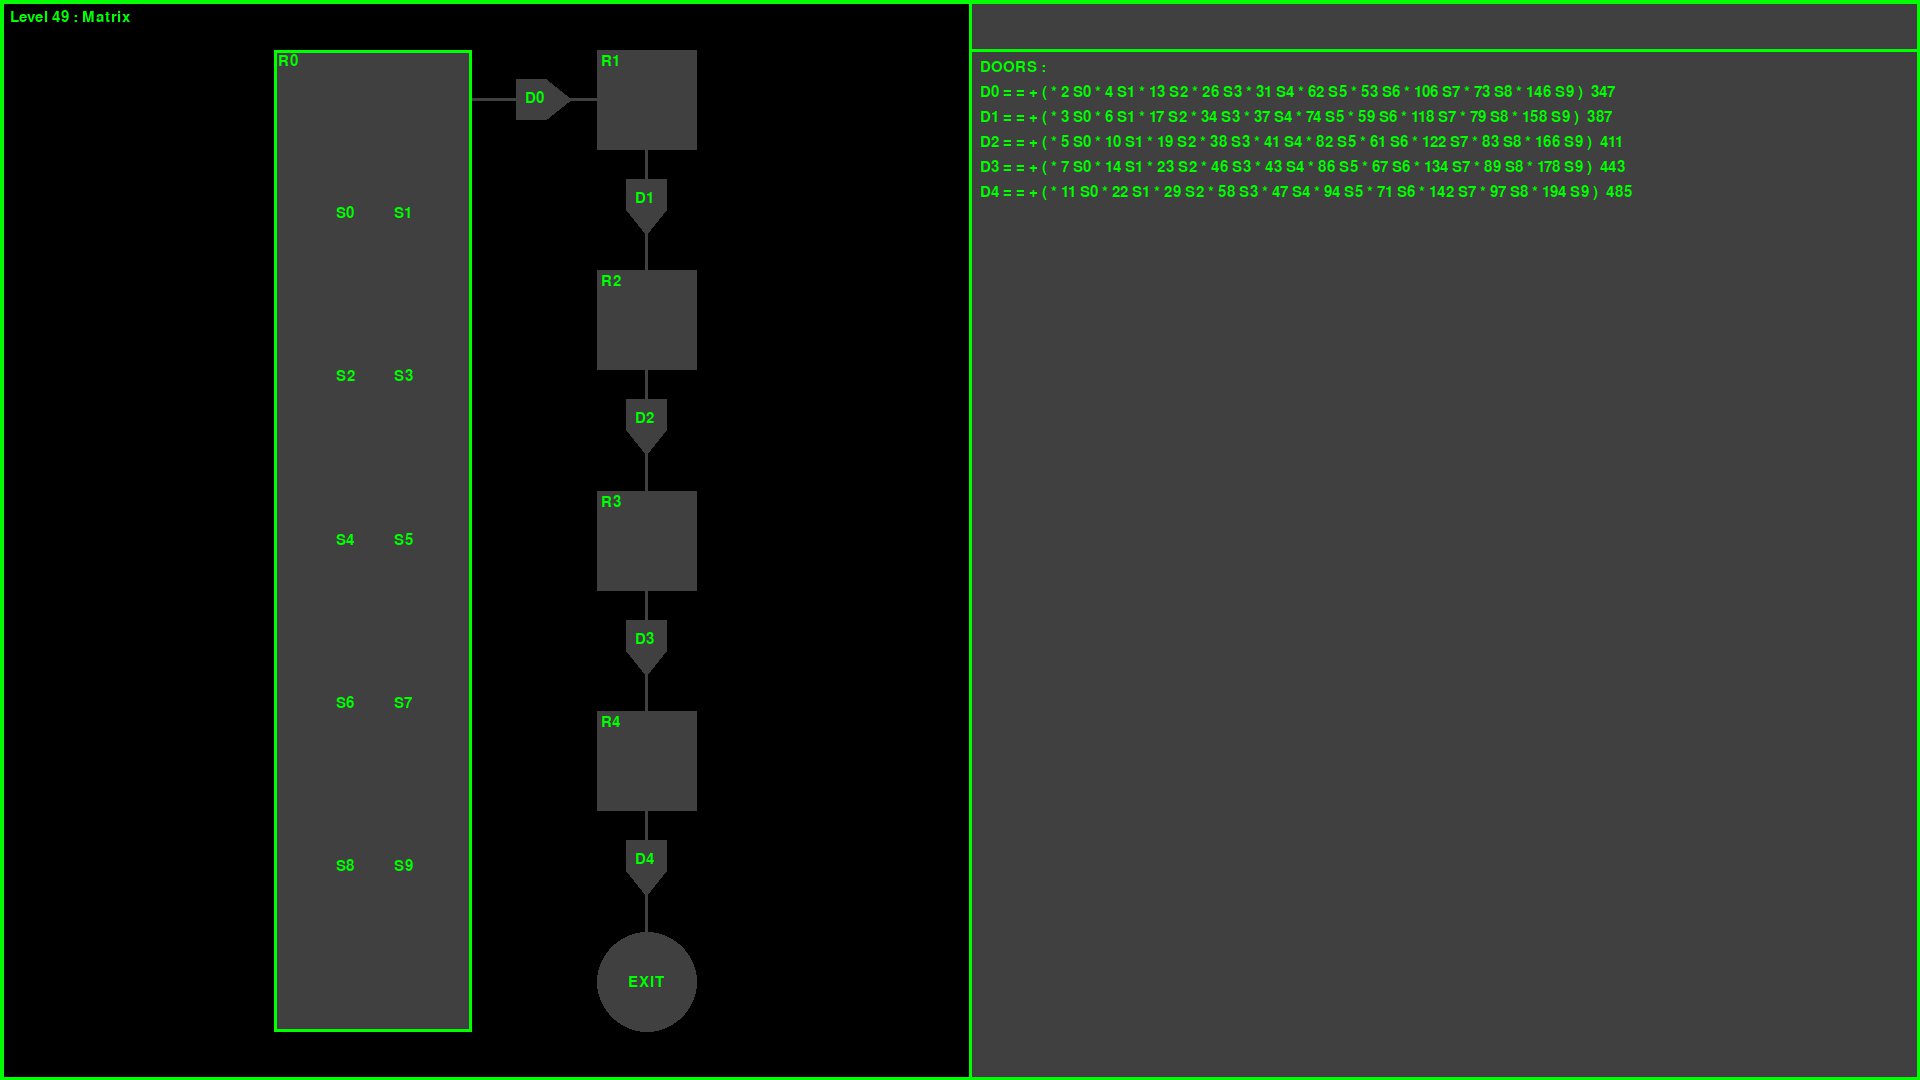 Level 49 : Matrix
R0
R1
D0
D1
S0 S1
R2
S2 S3
D2
R3
S4 S5
D3
S6 S7
R4
D4
S8 S9
EXIT
DOORS :
D0 = = + ( * 2 S0 * 4 S1 * 13 S2 * 26 S3 * 31 S4 * 62 S5 * 53 S6 * 106 S7 * 73 S8 * 146 S9 ) 347
D1 = = + ( * 3 S0 * 6 S1 * 17 S2 * 34 S3 * 37 S4 * 74 S5 * 59 S6 * 118 S7 * 79 S8 * 158 S9 ) 387
D2 = = + ( * 5 S0 * 10 S1 * 19 S2 * 38 S3 * 41 S4 * 82 S5 * 61 S6 * 122 S7 * 83 S8 * 166 S9 ) 411
D3 = = + ( * 7 S0 * 14 S1 * 23 S2 * 46 S3 * 43 S4 * 86 S5 * 67 S6 * 134 S7 * 89 S8 * 178 S9 ) 443
D4 = = + ( * 11 S0 * 22 S1 * 29 S2 * 58 S3 * 47 S4 * 94 S5 * 71 S6 * 142 S7 * 97 S8 * 194 S9 ) 485